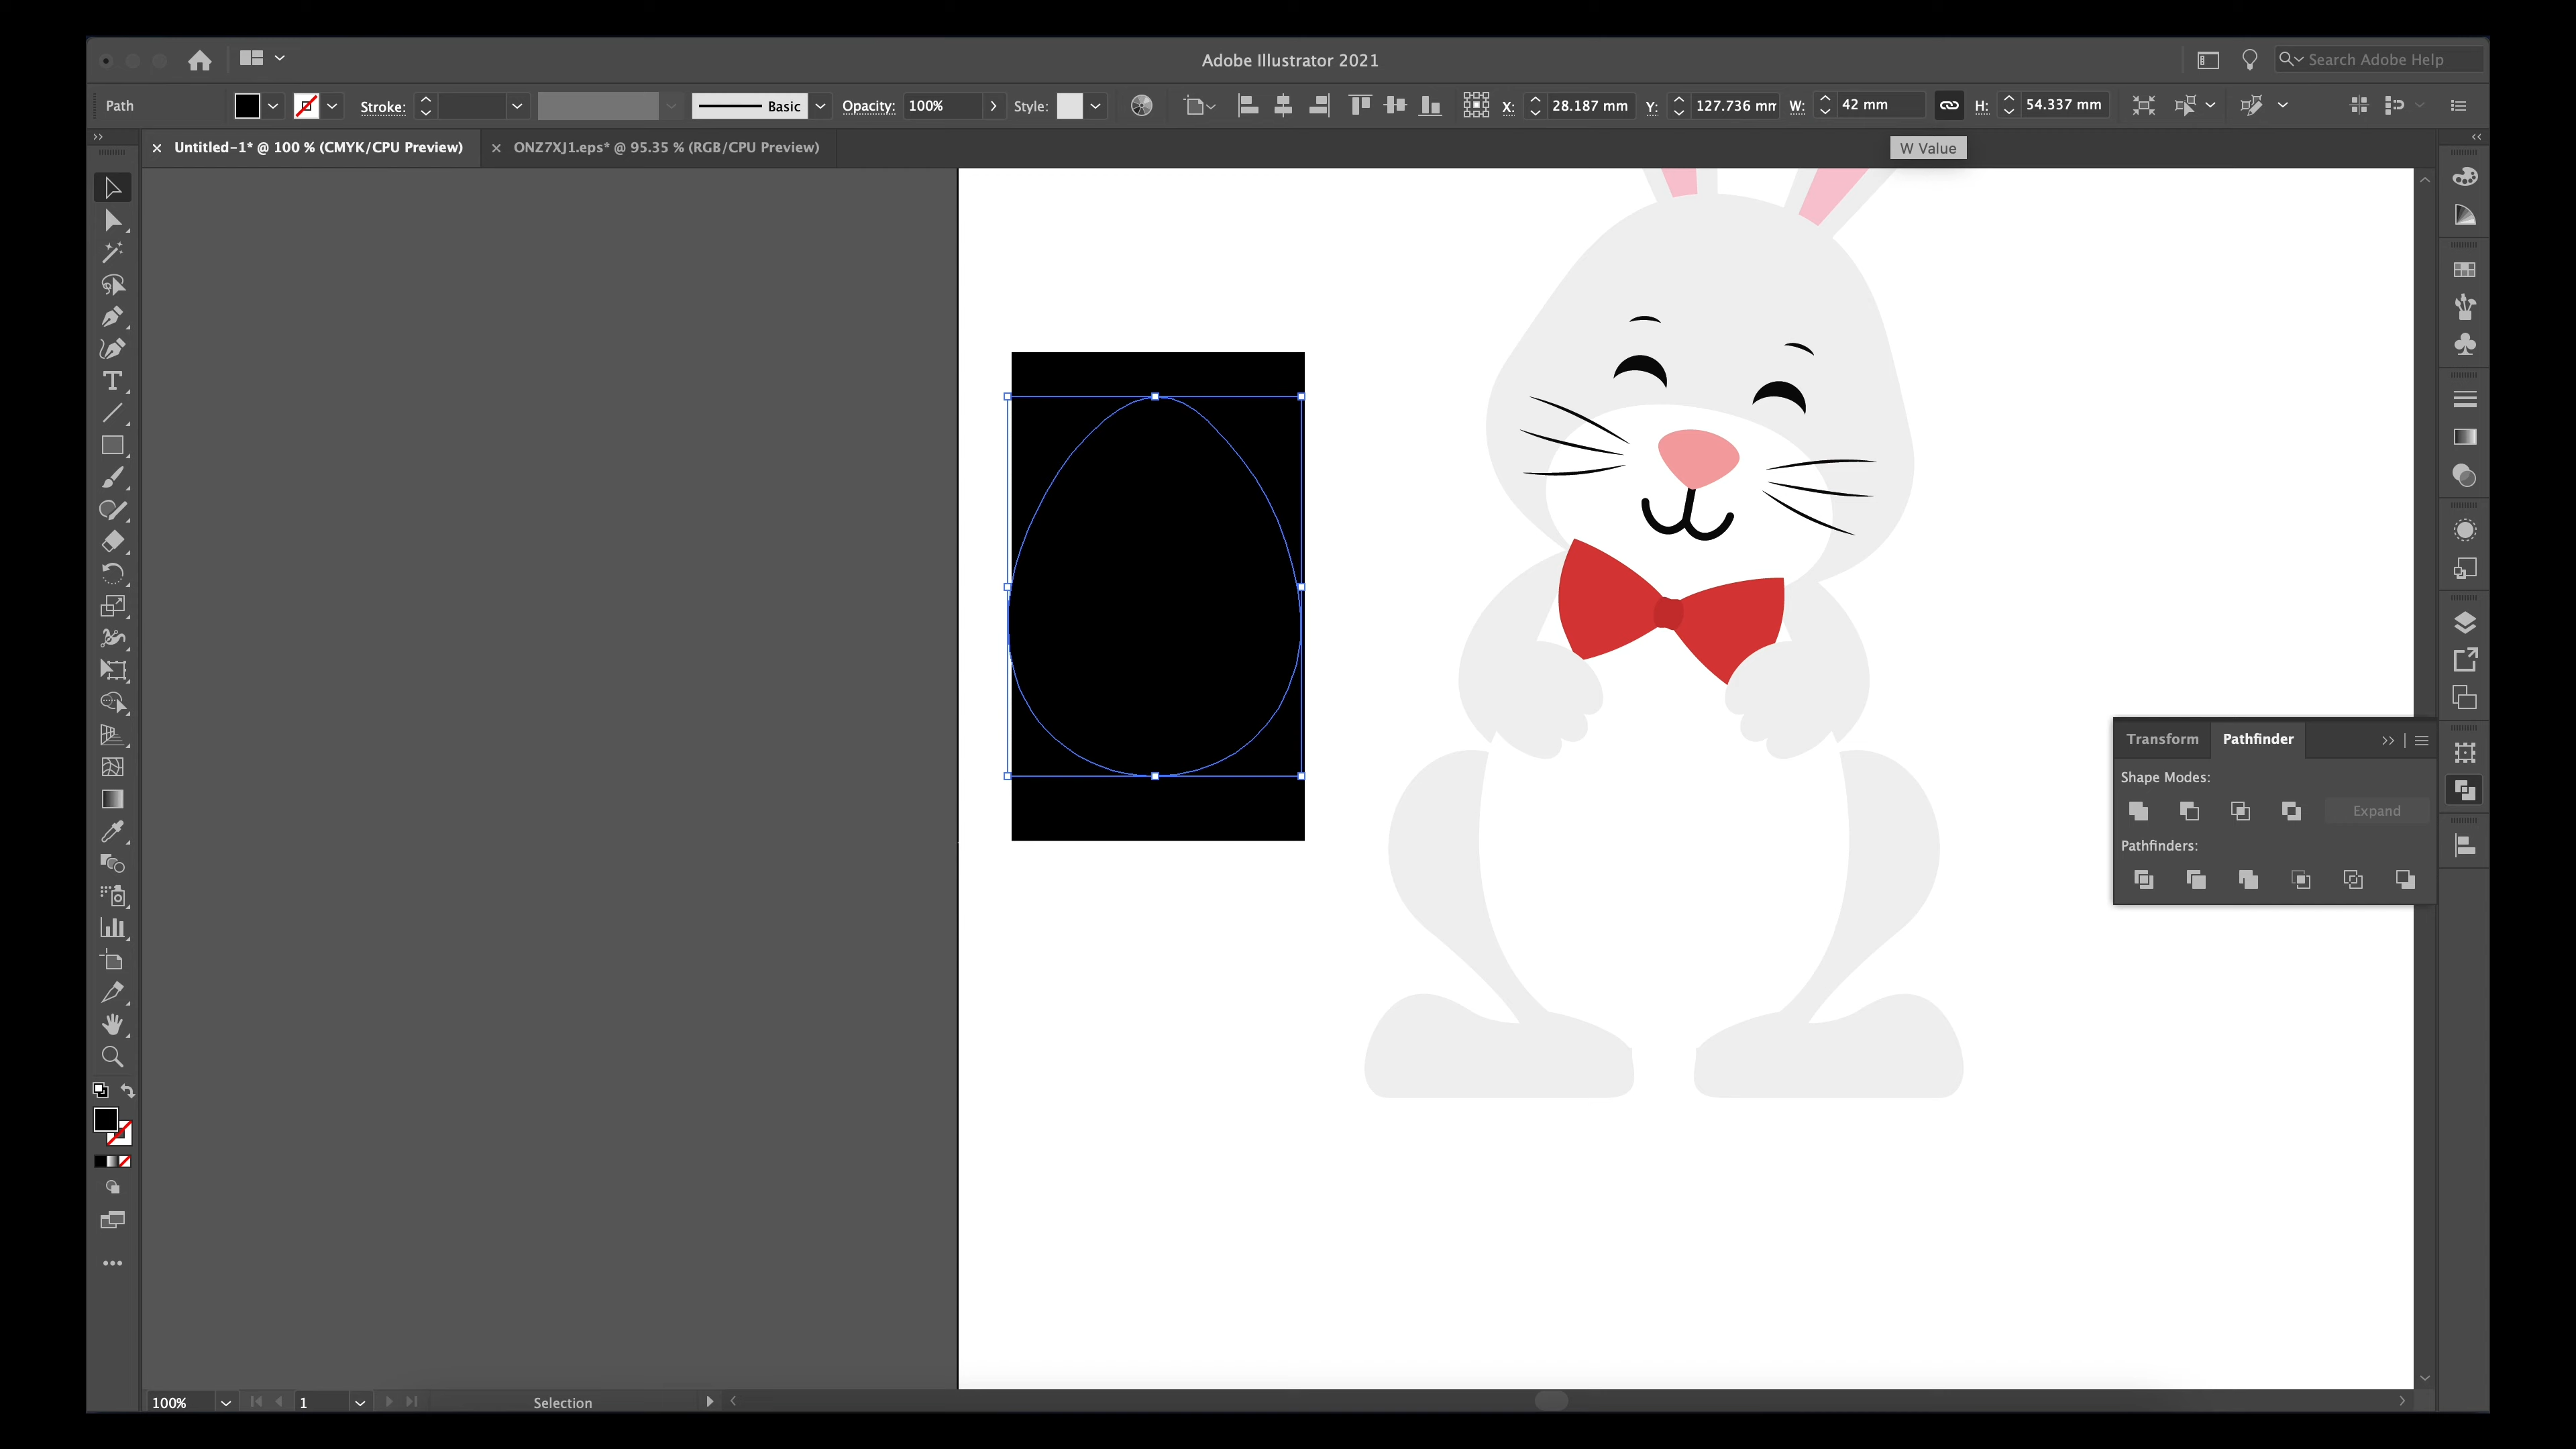 Adobe Illustrator 2021
Search Adobe Help
Path
Stroke:
Basic
Opacity: 100%
Style:
X: 28.187 mm
Y: 127.736 mm
W: 42 mm
H: 54.337 mm
Untitled-1* @ 100 % (CMYK/CPU Preview)
ONZ7XJ1.eps* @ 95.35 % (RGB/CPU Preview)
W Value
Transform
Pathfinder
Shape Modes:
Expand
Pathfinders:
100%
1
Selection